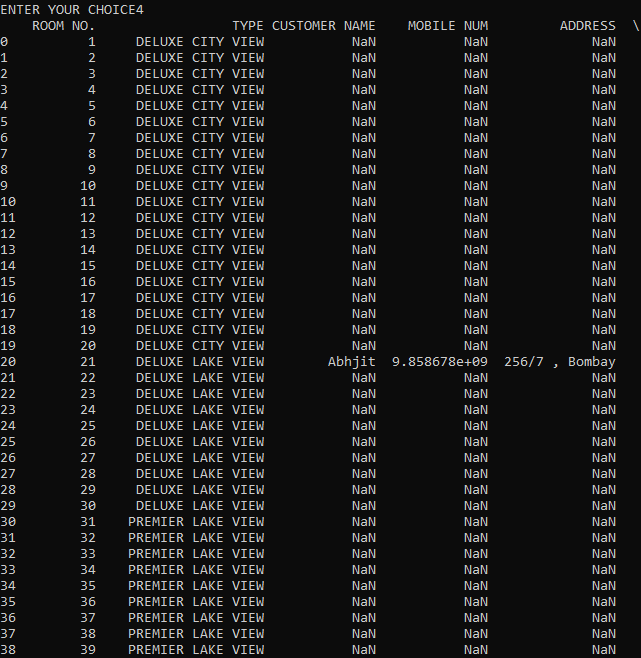 ENTER YOUR CHOICE4
ROOM NO. TYPE CUSTOMER NAME MOBILE NUM ADDRESS \
0 1 DELUXE CITY VIEW NaN NaN NaN
1 2 DELUXE CITY VIEW NaN NaN NaN
2 3 DELUXE CITY VIEW NaN NaN NaN
3 4 DELUXE CITY VIEW NaN NaN NaN
4 5 DELUXE CITY VIEW NaN NaN NaN
5 6 DELUXE CITY VIEW NaN NaN NaN
6 7 DELUXE CITY VIEW NaN NaN NaN
7 8 DELUXE CITY VIEW NaN NaN NaN
8 9 DELUXE CITY VIEW NaN NaN NaN
9 10 DELUXE CITY VIEW NaN NaN NaN
10 11 DELUXE CITY VIEW NaN NaN NaN
11 12 DELUXE CITY VIEW NaN NaN NaN
12 13 DELUXE CITY VIEW NaN NaN NaN
13 14 DELUXE CITY VIEW NaN NaN NaN
14 15 DELUXE CITY VIEW NaN NaN NaN
15 16 DELUXE CITY VIEW NaN NaN NaN
16 17 DELUXE CITY VIEW NaN NaN NaN
17 18 DELUXE CITY VIEW NaN NaN NaN
18 19 DELUXE CITY VIEW NaN NaN NaN
19 20 DELUXE CITY VIEW NaN NaN NaN
20 21 DELUXE LAKE VIEW Abhjit 9.858678e+09 256/7 , Bombay
21 22 DELUXE LAKE VIEW NaN NaN NaN
22 23 DELUXE LAKE VIEW NaN NaN NaN
23 24 DELUXE LAKE VIEW NaN NaN NaN
24 25 DELUXE LAKE VIEW NaN NaN NaN
25 26 DELUXE LAKE VIEW NaN NaN NaN
26 27 DELUXE LAKE VIEW NaN NaN NaN
27 28 DELUXE LAKE VIEW NaN NaN NaN
28 29 DELUXE LAKE VIEW NaN NaN NaN
29 30 DELUXE LAKE VIEW NaN NaN NaN
30 31 PREMIER LAKE VIEW NaN NaN NaN
31 32 PREMIER LAKE VIEW NaN NaN NaN
32 33 PREMIER LAKE VIEW NaN NaN NaN
33 34 PREMIER LAKE VIEW NaN NaN NaN
34 35 PREMIER LAKE VIEW NaN NaN NaN
35 36 PREMIER LAKE VIEW NaN NaN NaN
36 37 PREMIER LAKE VIEW NaN NaN NaN
37 38 PREMIER LAKE VIEW NaN NaN NaN
38 39 PREMIER LAKE VIEW NaN NaN NaN